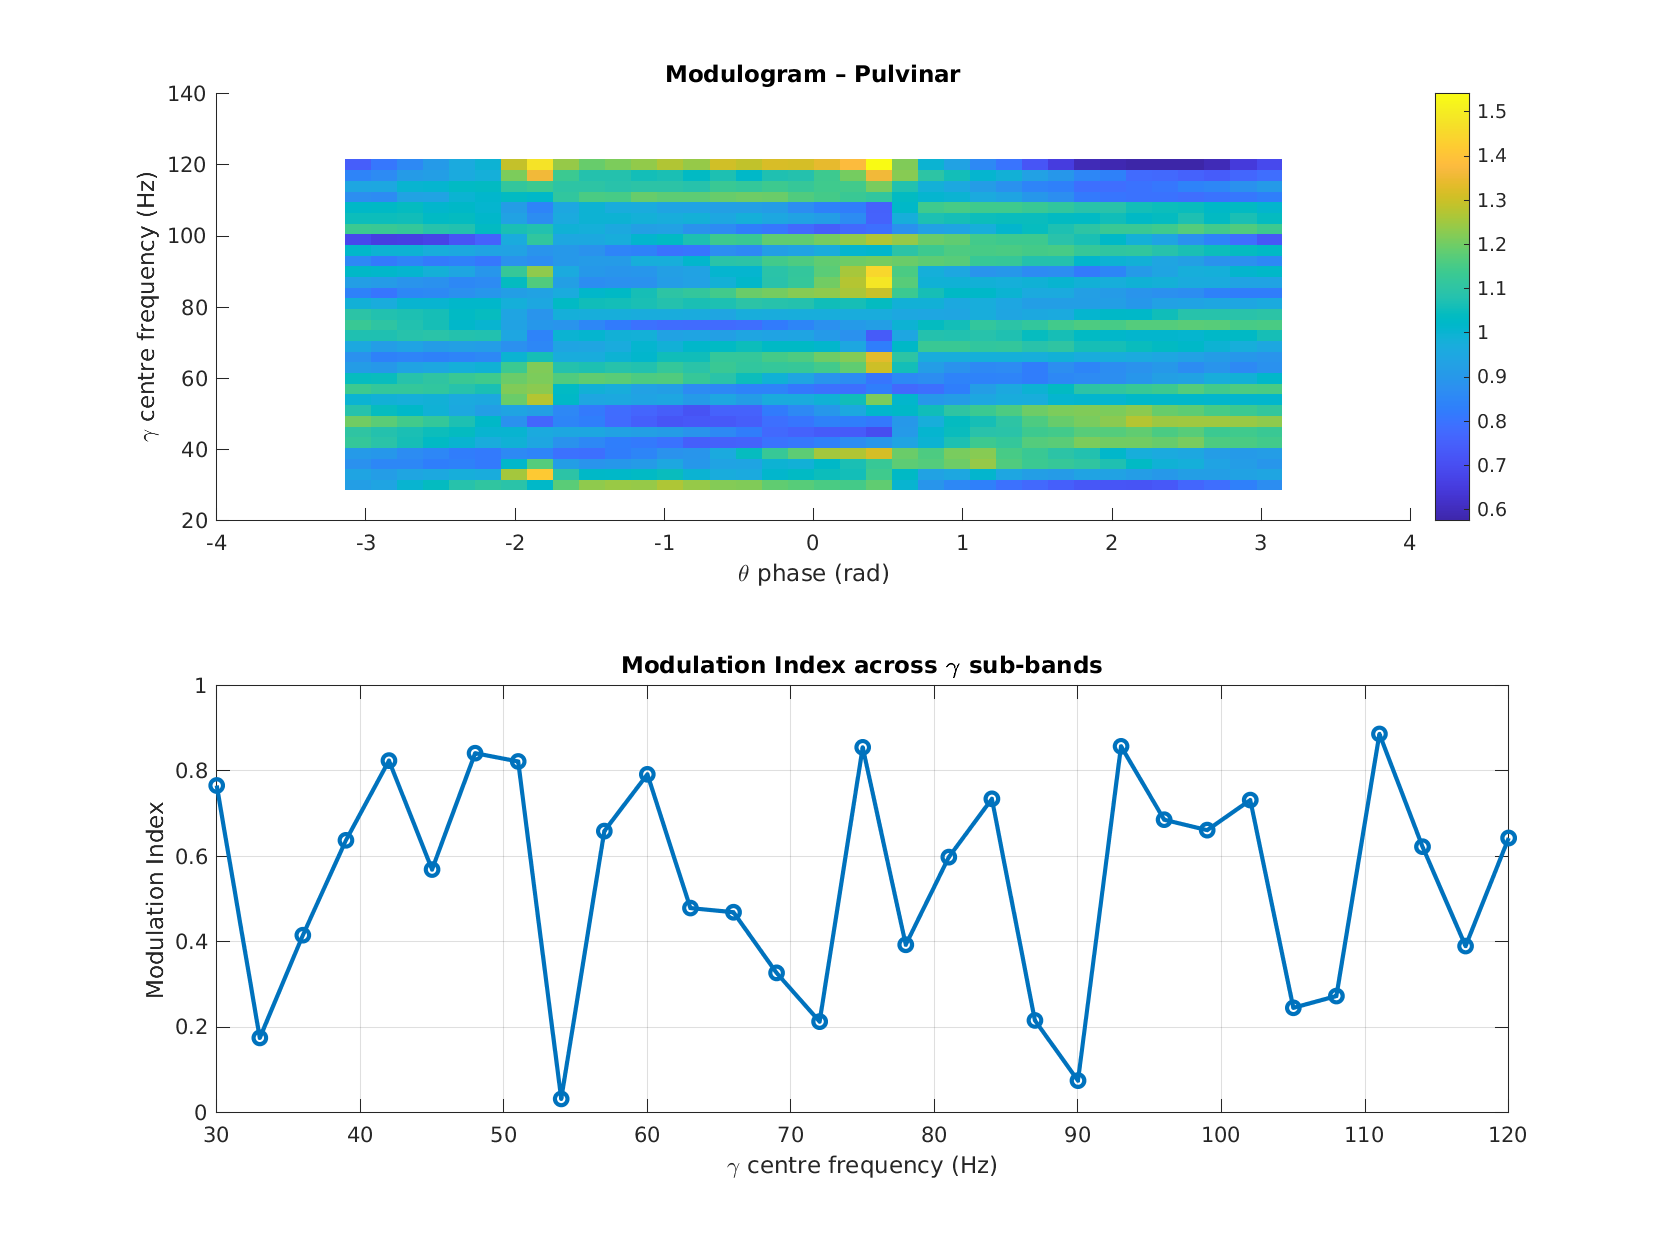 Modulogram – Pulvinar
140
120
100
80
60
40
20
γ centre frequency (Hz)
-4 -3 -2 -1 0 1 2 3 4
θ phase (rad)
1.5
1.4
1.3
1.2
1.1
1
0.9
0.8
0.7
0.6
Modulation Index across γ sub-bands
1
0.8
0.6
0.4
0.2
0
Modulation Index
30 40 50 60 70 80 90 100 110 120
γ centre frequency (Hz)